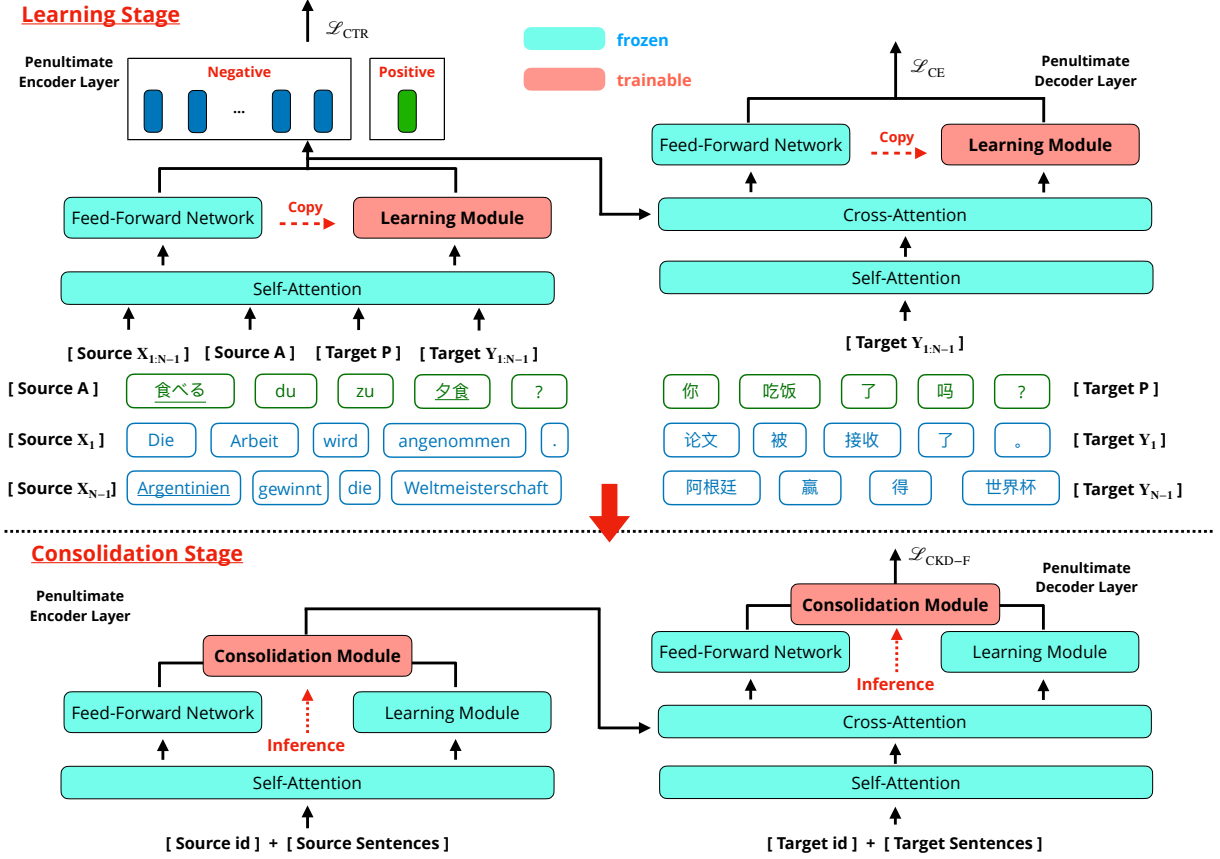 Learning Stage
ℒCTR
frozen
trainable
Penultimate
Encoder Layer
Negative
Positive
...
ℒCE
Penultimate
Decoder Layer
Feed-Forward Network
Copy
Learning Module
Feed-Forward Network
Copy
Learning Module
Cross-Attention
Self-Attention
Self-Attention
[ Source X1:N−1 ] [ Source A ] [ Target P ] [ Target Y1:N−1 ]
[ Target Y1:N−1 ]
[ Source A ] 食べる du zu 夕食 ?
你 吃饭 了 吗 ? [ Target P ]
[ Source X1 ] Die Arbeit wird angenommen .
论文 被 接收 了 。 [ Target Y1 ]
[ Source XN−1] Argentinien gewinnt die Weltmeisterschaft
阿根廷 赢 得 世界杯 [ Target YN−1 ]
Consolidation Stage
Penultimate
Encoder Layer
ℒCKD−F
Penultimate
Decoder Layer
Consolidation Module
Consolidation Module
Feed-Forward Network
Learning Module
Inference
Feed-Forward Network
Learning Module
Inference
Cross-Attention
Self-Attention
Self-Attention
[ Source id ] + [ Source Sentences ]
[ Target id ] + [ Target Sentences ]